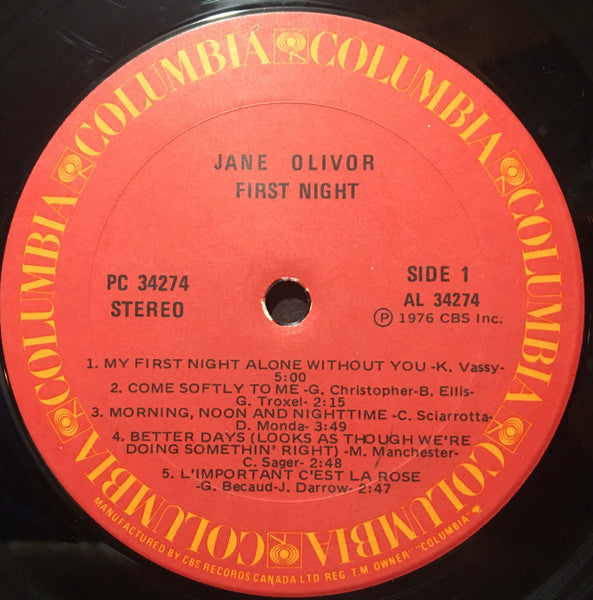 COLUMBIA COLUMBIA COLUMBIA COLUMBIA COLUMBIA COLUMBIA
JANE OLIVOR
FIRST NIGHT
PC 34274
STEREO
SIDE 1
AL 34274
Ⓟ 1976 CBS Inc.
1. MY FIRST NIGHT ALONE WITHOUT YOU -K. Vassy-
5:00
2. COME SOFTLY TO ME -G. Christopher-B. Ellis-
G. Troxel- 2:15
3. MORNING, NOON AND NIGHTTIME -C. Sciarrotta-
D. Monda- 3:49
4. BETTER DAYS (LOOKS AS THOUGH WE'RE
DOING SOMETHIN' RIGHT) -M. Manchester-
C. Sager- 2:48
5. L'IMPORTANT C'EST LA ROSE
-G. Becaud-J. Darrow- 2:47
MANUFACTURED BY CBS RECORDS CANADA LTD REG T.M. OWNER "COLUMBIA"